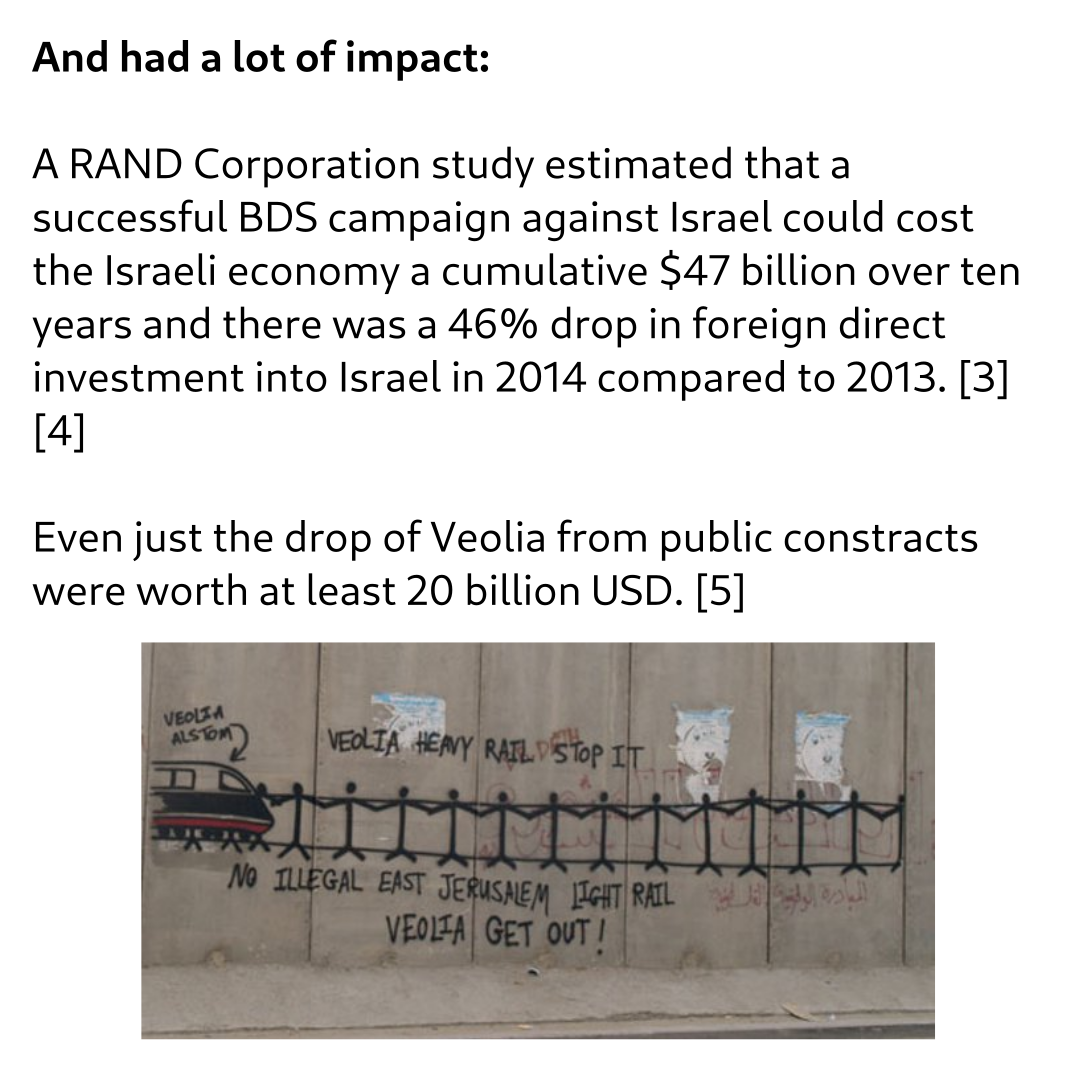 And had a lot of impact:
A RAND Corporation study estimated that a
successful BDS campaign against Israel could cost
the Israeli economy a cumulative $47 billion over ten
years and there was a 46% drop in foreign direct
investment into Israel in 2014 compared to 2013. [3]
[4]
Even just the drop of Veolia from public constracts
were worth at least 20 billion USD. [5]
VEOLIA
ALSTOM
VEOLIA HEAVY RAIL STOP IT
NO ILLEGAL EAST JERUSALEM LIGHT RAIL
VEOLIA GET OUT!